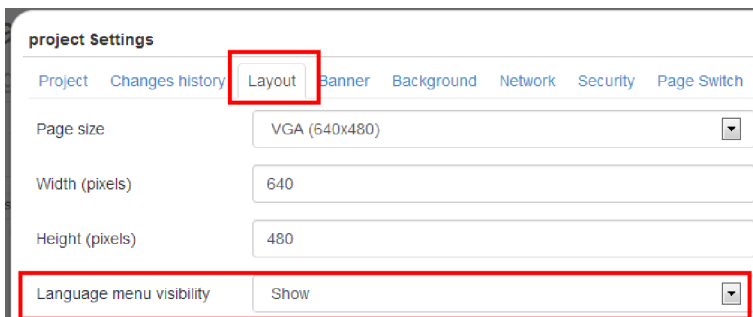 project Settings
Project Changes history Layout Banner Background Network Security Page Switch
Page size VGA (640x480)
Width (pixels) 640
Height (pixels) 480
Language menu visibility Show